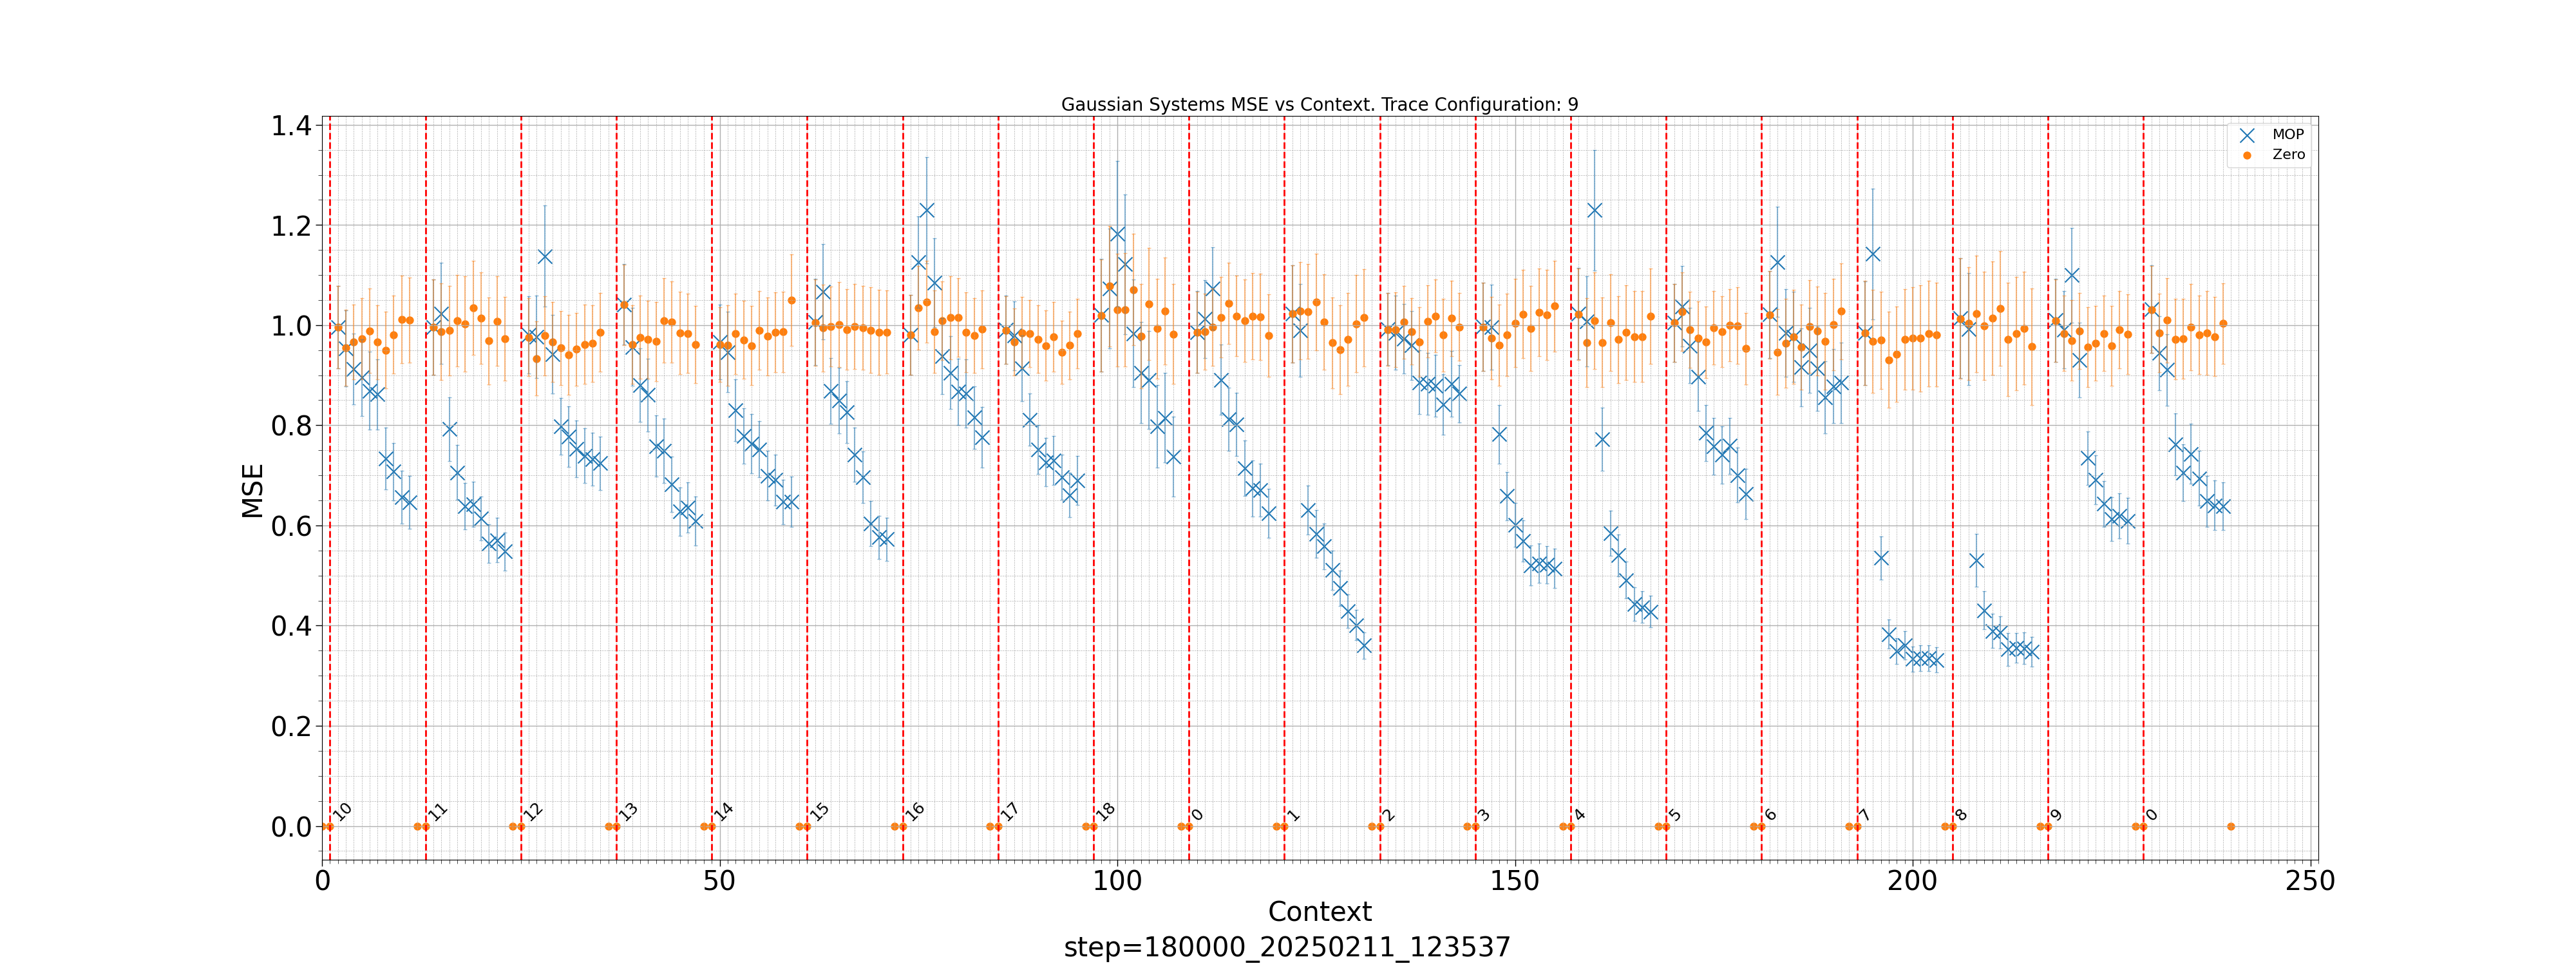 Gaussian Systems MSE vs Context. Trace Configuration: 9
MOP
Zero
MSE
1.4
1.2
1.0
0.8
0.6
0.4
0.2
0.0
10 11 12 13 14 15 16 17 18 0 1 2 3 4 5 6 7 8 9 0
0 50 100 150 200 250
Context
step=180000_20250211_123537